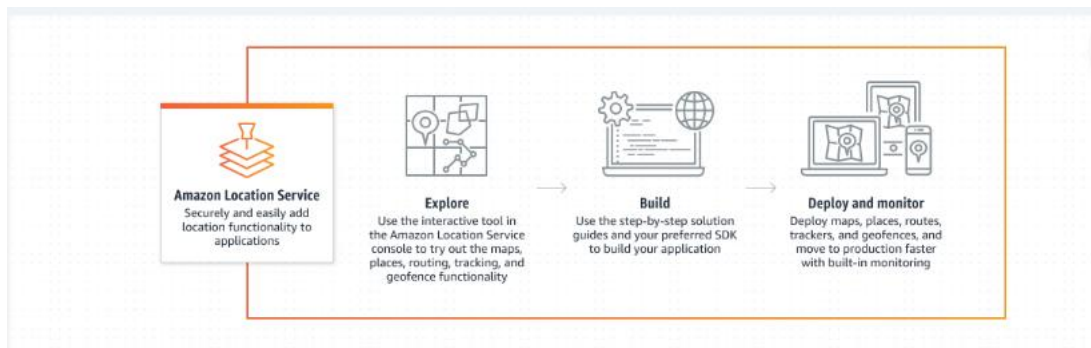 Amazon Location Service
Securely and easily add
location functionality to
applications
Explore
Use the interactive tool in
the Amazon Location Service
console to try out the maps,
places, routing, tracking, and
geofence functionality
Build
Use the step-by-step solution
guides and your preferred SDK
to build your application
Deploy and monitor
Deploy maps, places, routes,
trackers, and geofences, and
move to production faster
with built-in monitoring